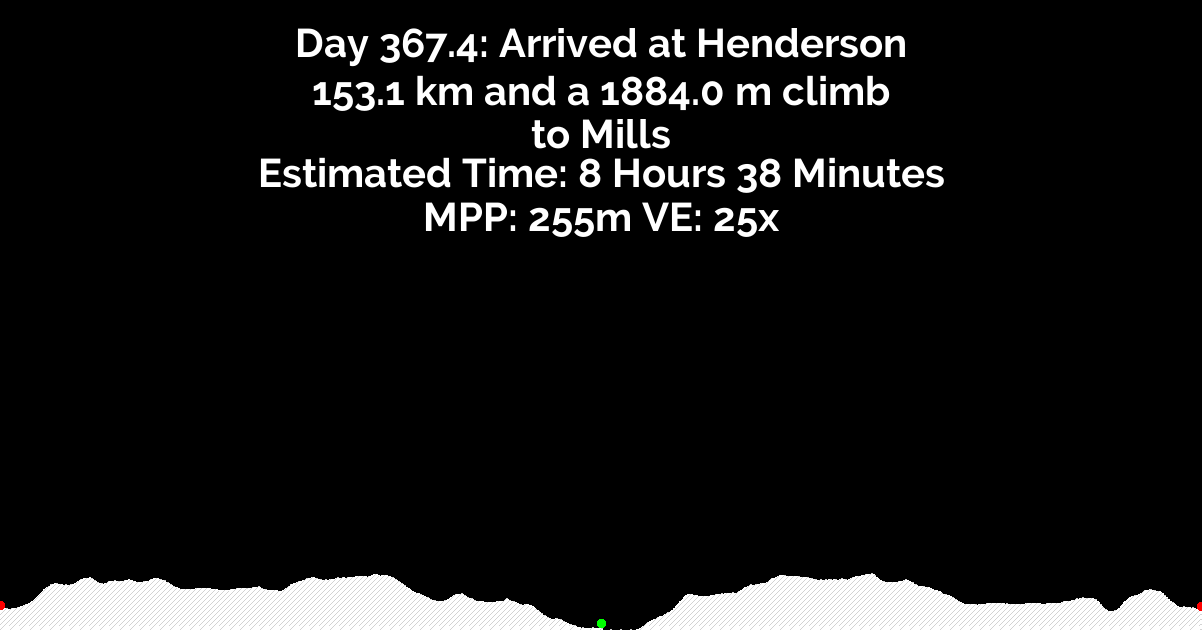 Day 367.4: Arrived at Henderson
153.1 km and a 1884.0 m climb
to Mills
Estimated Time: 8 Hours 38 Minutes
MPP: 255m VE: 25x